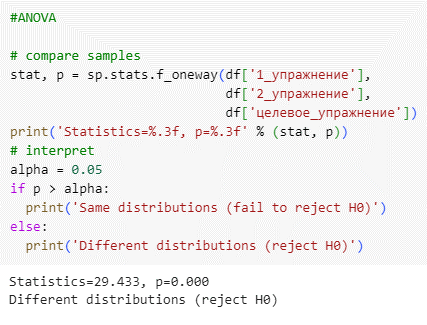 #ANOVA
# compare samples
stat, p = sp.stats.f_oneway(df['1_упражнение'],
df['2_упражнение'],
df['целевое_упражнение'])
print('Statistics=%.3f, p=%.3f' % (stat, p))
# interpret
alpha = 0.05
if p > alpha:
print('Same distributions (fail to reject H0)')
else:
print('Different distributions (reject H0)')
Statistics=29.433, p=0.000
Different distributions (reject H0)